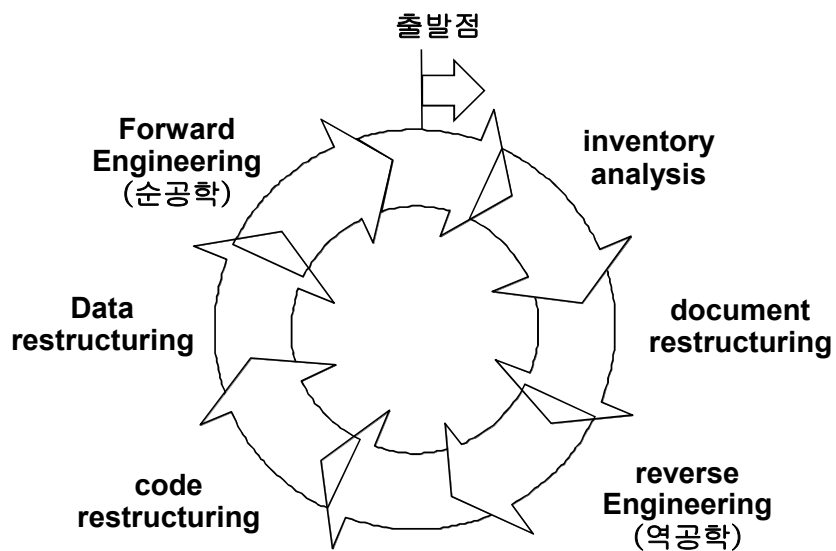 출발점
inventory
analysis
document
restructuring
reverse
Engineering
(역공학)
code
restructuring
Data
restructuring
Forward
Engineering
(순공학)